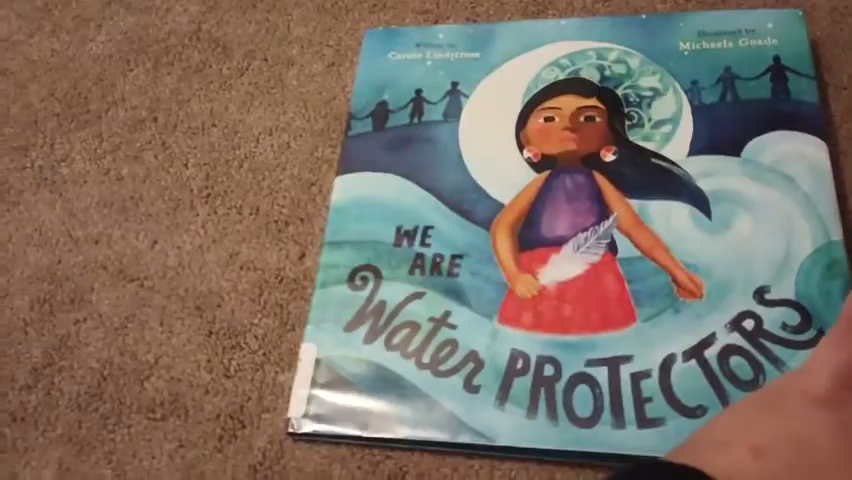 Written by
Carole Lindstrom
Illustrated by
Michaela Goade
WE
ARE
Water PROTECTORS